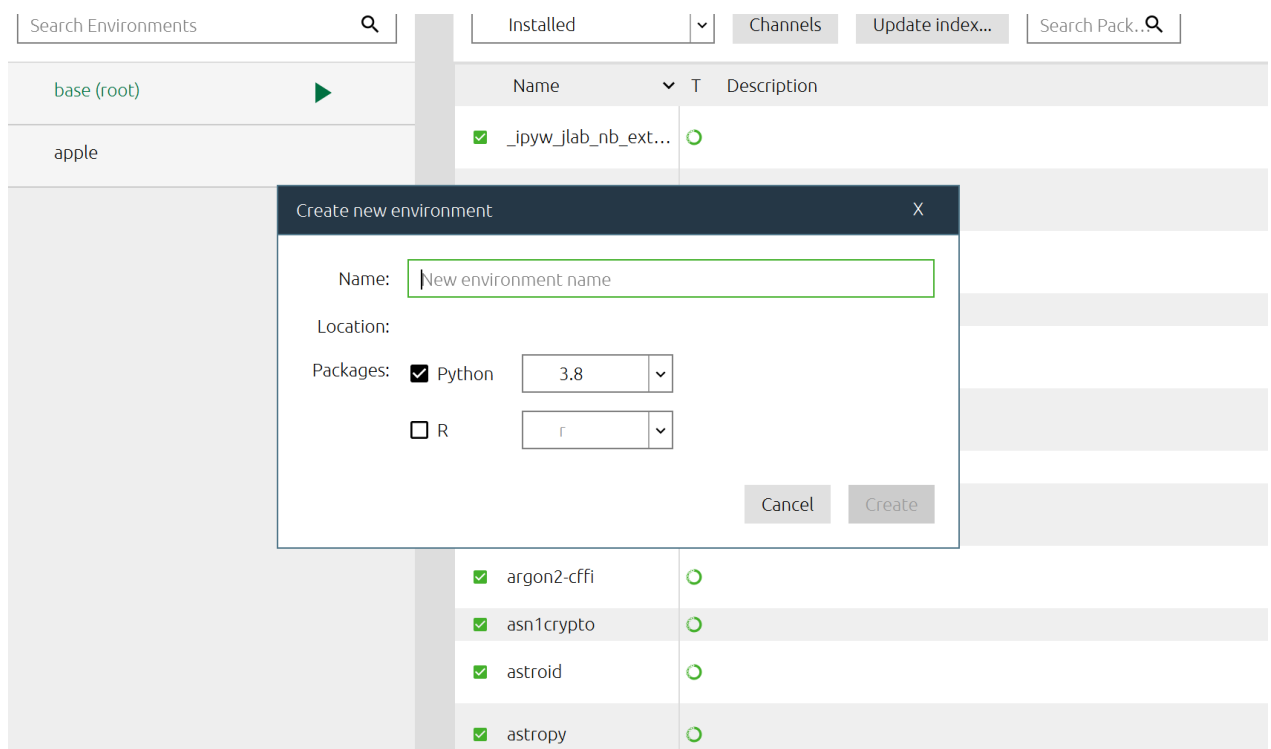 Search Environments
Installed
Channels
Update index...
Search Pack...
base (root)
apple
Name
T
Description
_ipyw_jlab_nb_ext...
Create new environment
X
Name:
New environment name
Location:
Packages:
Python
3.8
R
r
Cancel
Create
argon2-cffi
asn1crypto
astroid
astropy